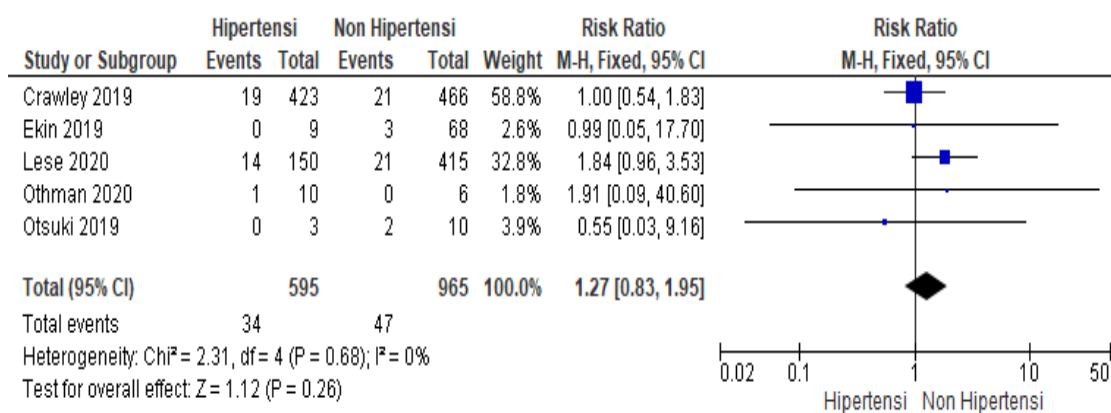 Hipertensi Non Hipertensi Risk Ratio Risk Ratio
Study or Subgroup Events Total Events Total Weight M-H, Fixed, 95% CI M-H, Fixed, 95% CI
Crawley 2019 19 423 21 466 58.8% 1.00 [0.54, 1.83]
Ekin 2019 0 9 3 68 2.6% 0.99 [0.05, 17.70]
Lese 2020 14 150 21 415 32.8% 1.84 [0.96, 3.53]
Othman 2020 1 10 0 6 1.8% 1.91 [0.09, 40.60]
Otsuki 2019 0 3 2 10 3.9% 0.55 [0.03, 9.16]
Total (95% CI) 595 965 100.0% 1.27 [0.83, 1.95]
Total events 34 47
Heterogeneity: Chi² = 2.31, df = 4 (P = 0.68); I² = 0%
Test for overall effect: Z = 1.12 (P = 0.26)
0.02 0.1 1 10 50
Hipertensi Non Hipertensi